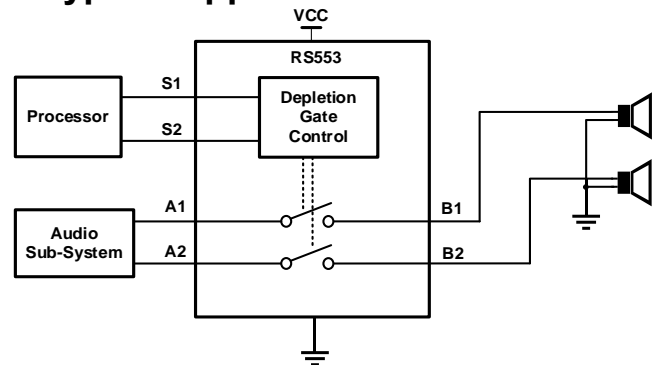 VCC
RS553
S1
Depletion
Gate
Control
Processor
S2
A1
B1
Audio
Sub-System
A2
B2